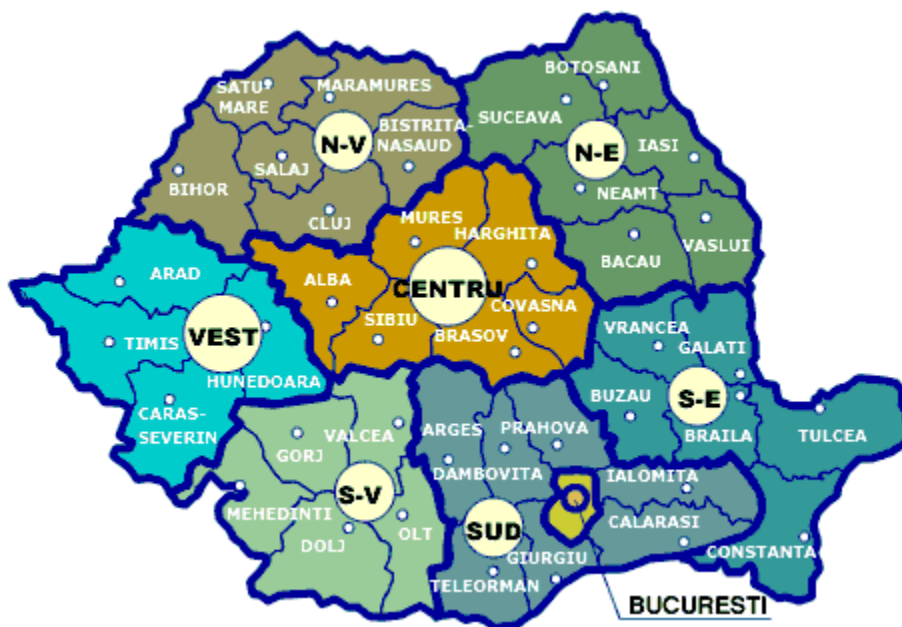 BOTOSANI
SATU-
MARE
MARAMURES
SUCEAVA
BISTRITA-
NASAUD
N-V
N-E
IASI
SALAJ
BIHOR
NEAMT
CLUJ
MURES
HARGHITA
VASLUI
BACAU
ARAD
ALBA
CENTRU
COVASNA
SIBIU
BRASOV
VRANCEA
GALATI
TIMIS
VEST
HUNEDOARA
BUZAU
S-E
CARAS-
SEVERIN
VALCEA
ARGES
PRAHOVA
BRAILA
TULCEA
GORJ
DAMBOVITA
IALOMITA
S-V
MEHEDINTI
DOLJ
OLT
SUD
CALARASI
GIURGIU
CONSTANTA
TELEORMAN
BUCURESTI